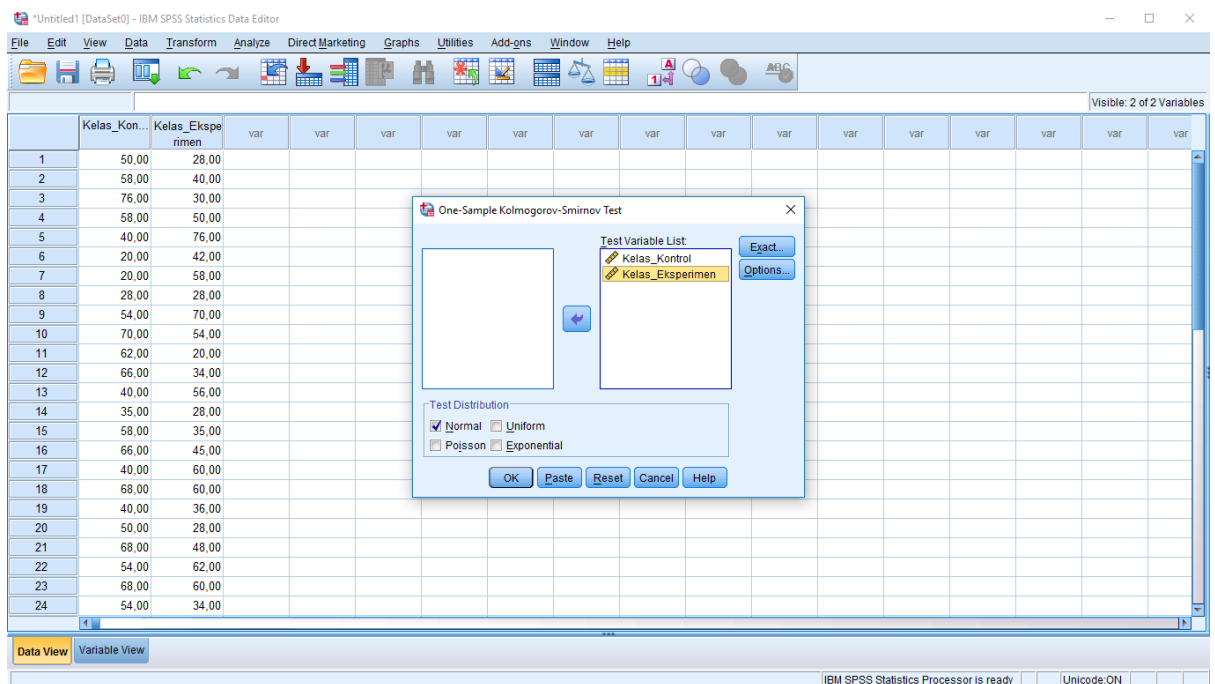 *Untitled1 [DataSet0] - IBM SPSS Statistics Data Editor
File Edit View Data Transform Analyze Direct Marketing Graphs Utilities Add-ons Window Help
Visible: 2 of 2 Variables
Kelas_Kon... Kelas_Ekspe rimen var var var var var var var var var var var var var var var
1 50,00 28,00
2 58,00 40,00
3 76,00 30,00
4 58,00 50,00
5 40,00 76,00
6 20,00 42,00
7 20,00 58,00
8 28,00 28,00
9 54,00 70,00
10 70,00 54,00
11 62,00 20,00
12 66,00 34,00
13 40,00 56,00
14 35,00 28,00
15 58,00 35,00
16 66,00 45,00
17 40,00 60,00
18 68,00 60,00
19 40,00 36,00
20 50,00 28,00
21 68,00 48,00
22 54,00 62,00
23 68,00 60,00
24 54,00 34,00
One-Sample Kolmogorov-Smirnov Test
Test Variable List:
Kelas_Kontrol
Kelas_Eksperimen
Exact...
Options...
Test Distribution
Normal Uniform
Poisson Exponential
OK Paste Reset Cancel Help
Data View Variable View
IBM SPSS Statistics Processor is ready Unicode:ON